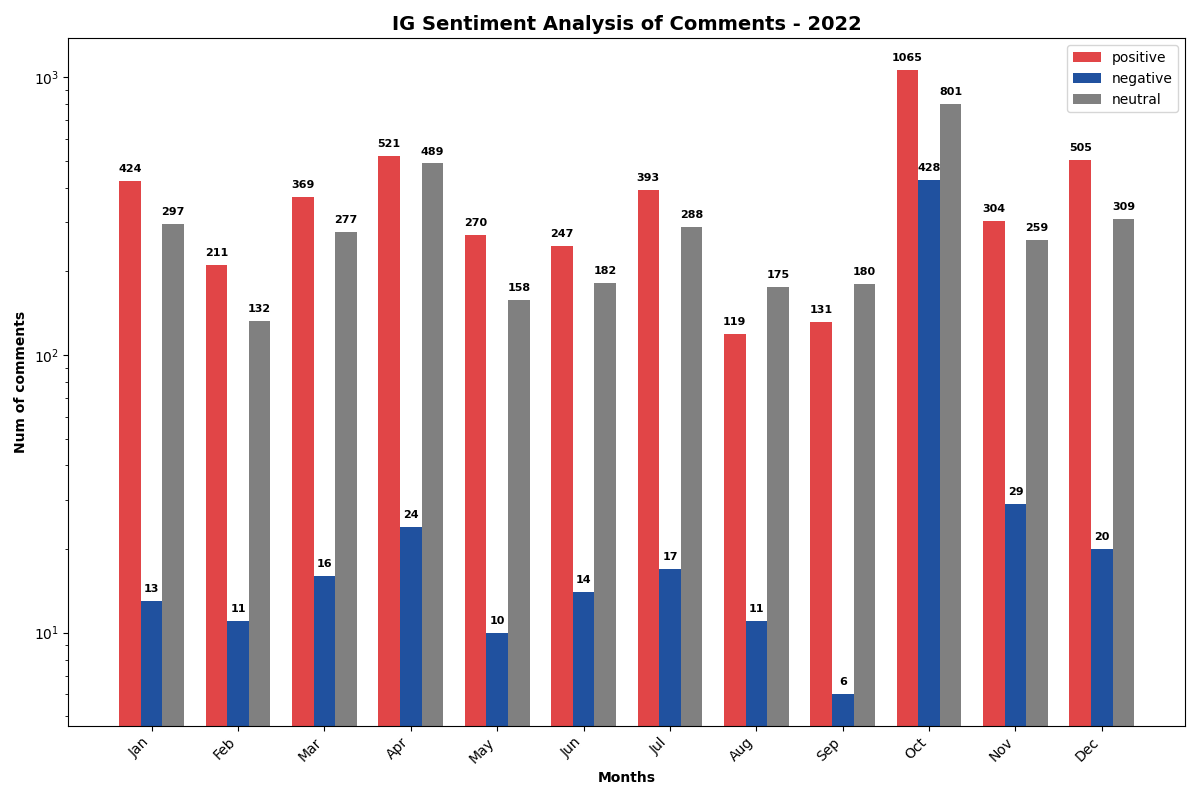 IG Sentiment Analysis of Comments - 2022
positive
negative
neutral
Num of comments
10³
10²
10¹
424 13 297
211 11 132
369 16 277
521 24 489
270 10 158
247 14 182
393 17 288
119 11 175
131 6 180
1065 428 801
304 29 259
505 20 309
Jan Feb Mar Apr May Jun Jul Aug Sep Oct Nov Dec
Months